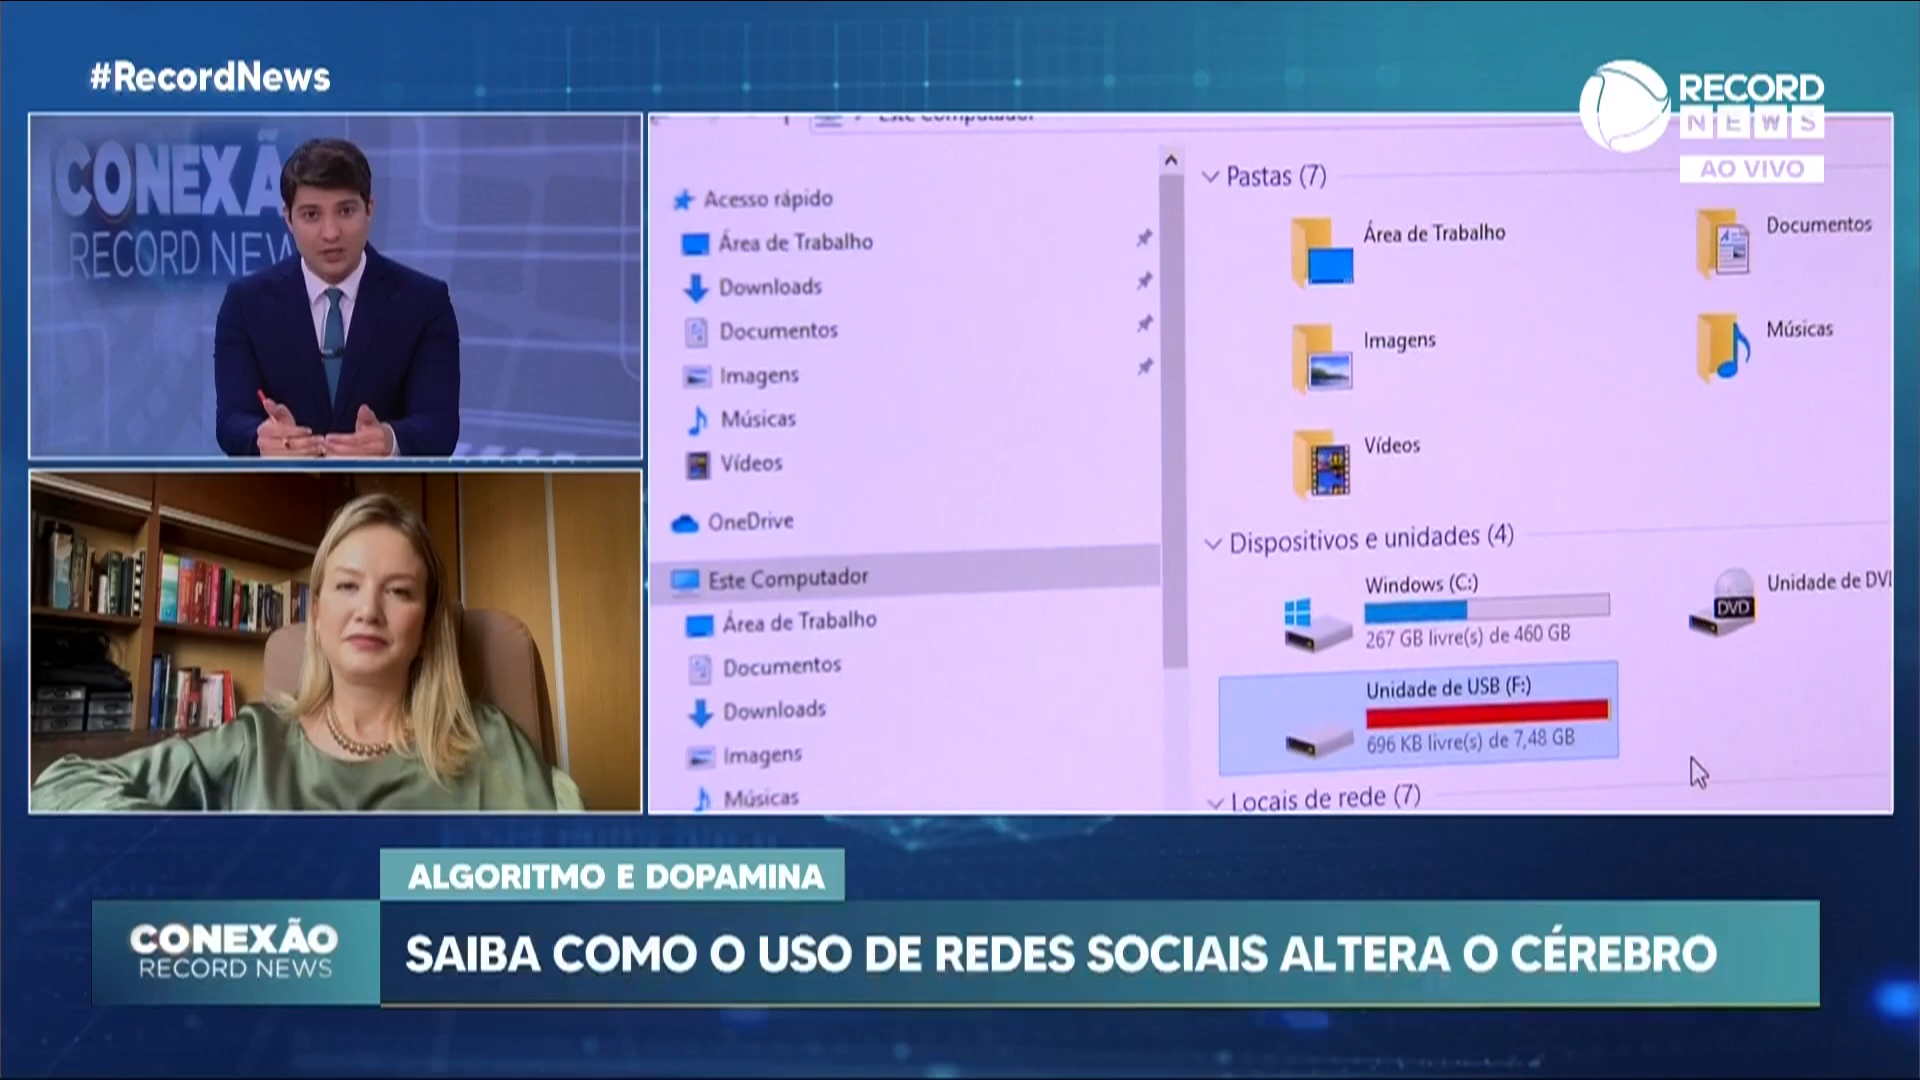 #RecordNews
RECORD
NEWS
AO VIVO
CONEXÃ
RECORD NEW
Este Computador
Acesso rápido
Área de Trabalho
Downloads
Documentos
Imagens
Músicas
Vídeos
OneDrive
Este Computador
Área de Trabalho
Documentos
Downloads
Imagens
Músicas
Pastas (7)
Área de Trabalho
Documentos
Imagens
Músicas
Vídeos
Dispositivos e unidades (4)
Windows (C:)
267 GB livre(s) de 460 GB
Unidade de DV
DVD
Unidade de USB (F:)
696 KB livre(s) de 7,48 GB
Locais de rede (7)
ALGORITMO E DOPAMINA
CONEXÃO
RECORD NEWS
SAIBA COMO O USO DE REDES SOCIAIS ALTERA O CÉREBRO